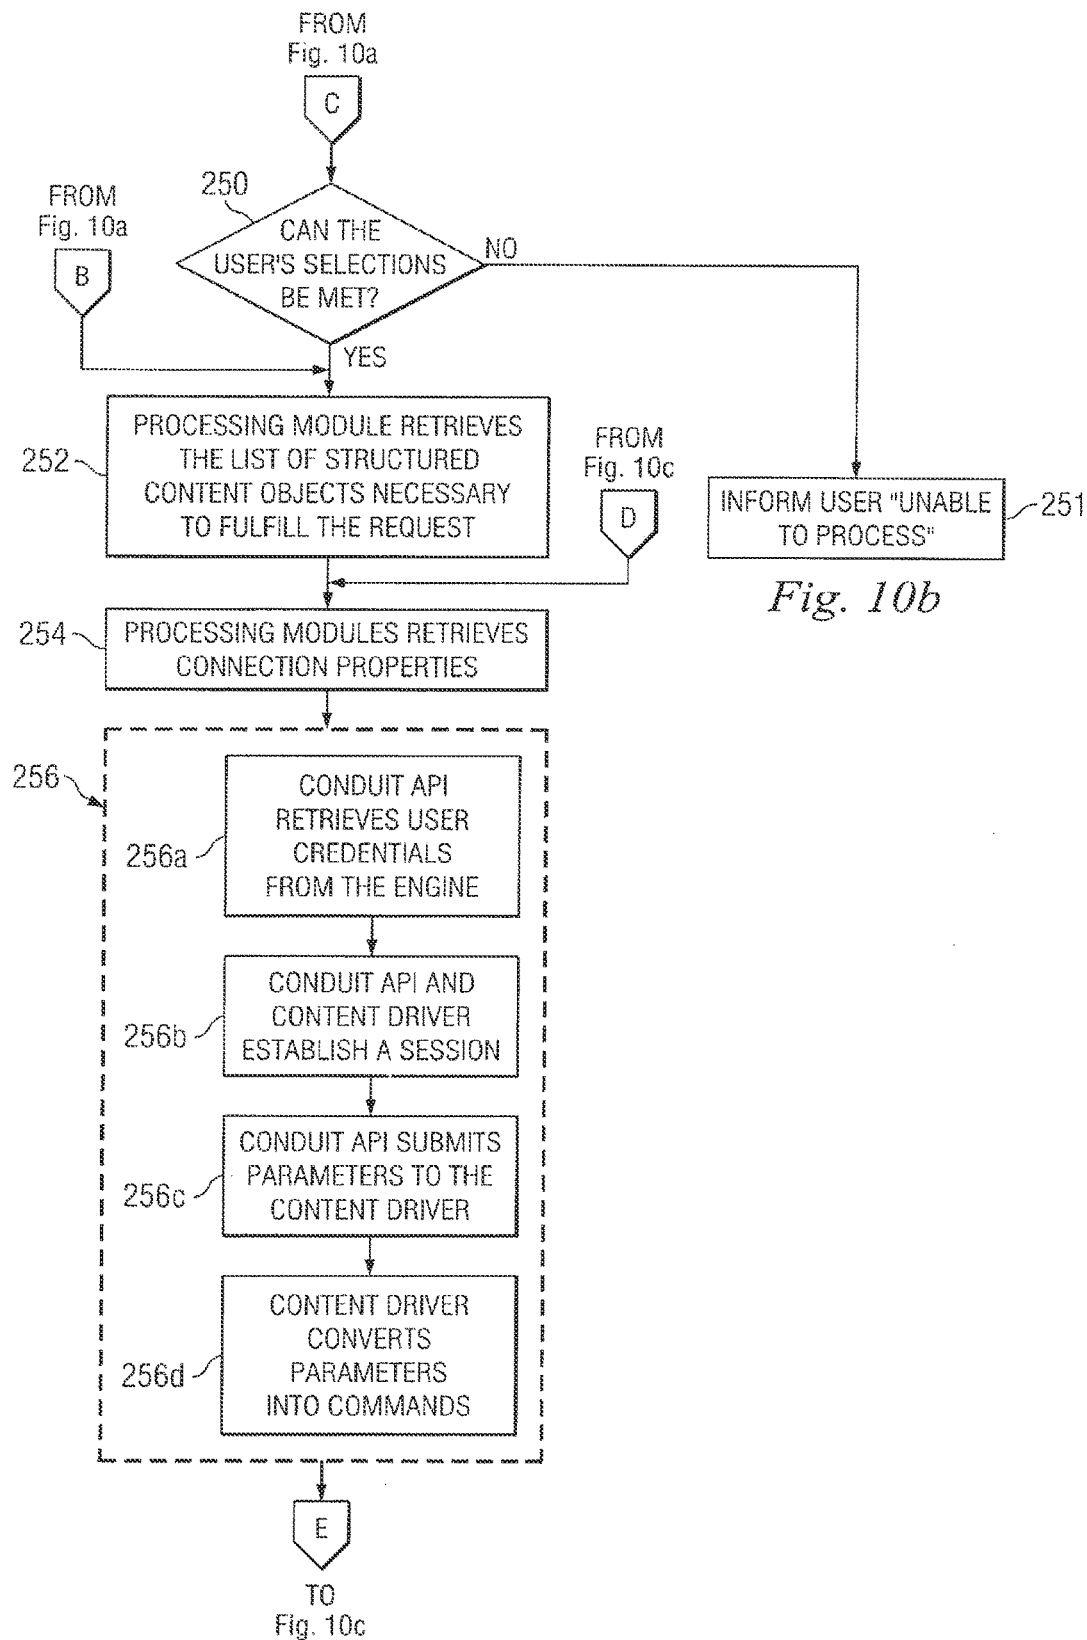 FROM
Fig. 10a
C
250
FROM
Fig. 10a
B
CAN THE
USER'S SELECTIONS
BE MET?
NO
YES
252
PROCESSING MODULE RETRIEVES
THE LIST OF STRUCTURED
CONTENT OBJECTS NECESSARY
TO FULFILL THE REQUEST
FROM
Fig. 10c
D
INFORM USER "UNABLE
TO PROCESS"
251
Fig. 10b
254
PROCESSING MODULES RETRIEVES
CONNECTION PROPERTIES
256
256a
CONDUIT API
RETRIEVES USER
CREDENTIALS
FROM THE ENGINE
256b
CONDUIT API AND
CONTENT DRIVER
ESTABLISH A SESSION
256c
CONDUIT API SUBMITS
PARAMETERS TO THE
CONTENT DRIVER
256d
CONTENT DRIVER
CONVERTS
PARAMETERS
INTO COMMANDS
E
TO
Fig. 10c